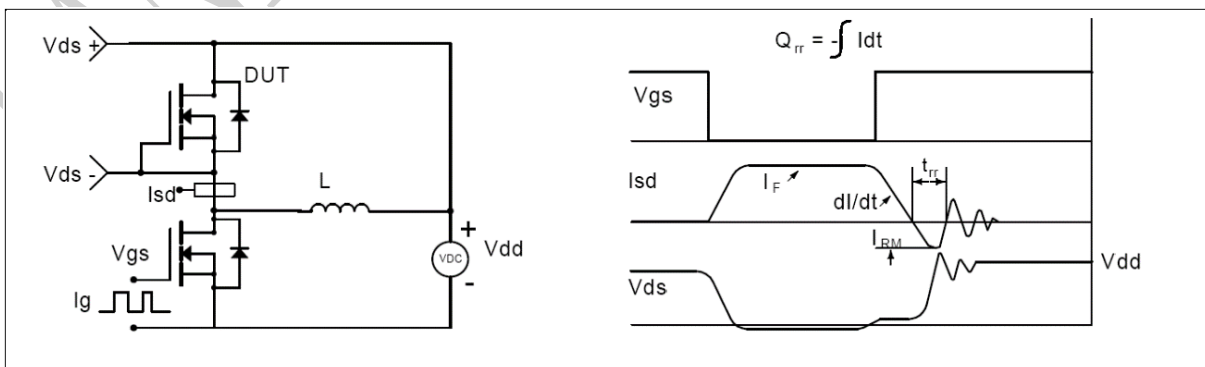 Vds +
DUT
Vds -
Isd
L
Vgs
Ig
+
VDC
-
Vdd
Qrr = -∫ Idt
Vgs
Isd
IF
dI/dt
trr
IRM
Vds
Vdd